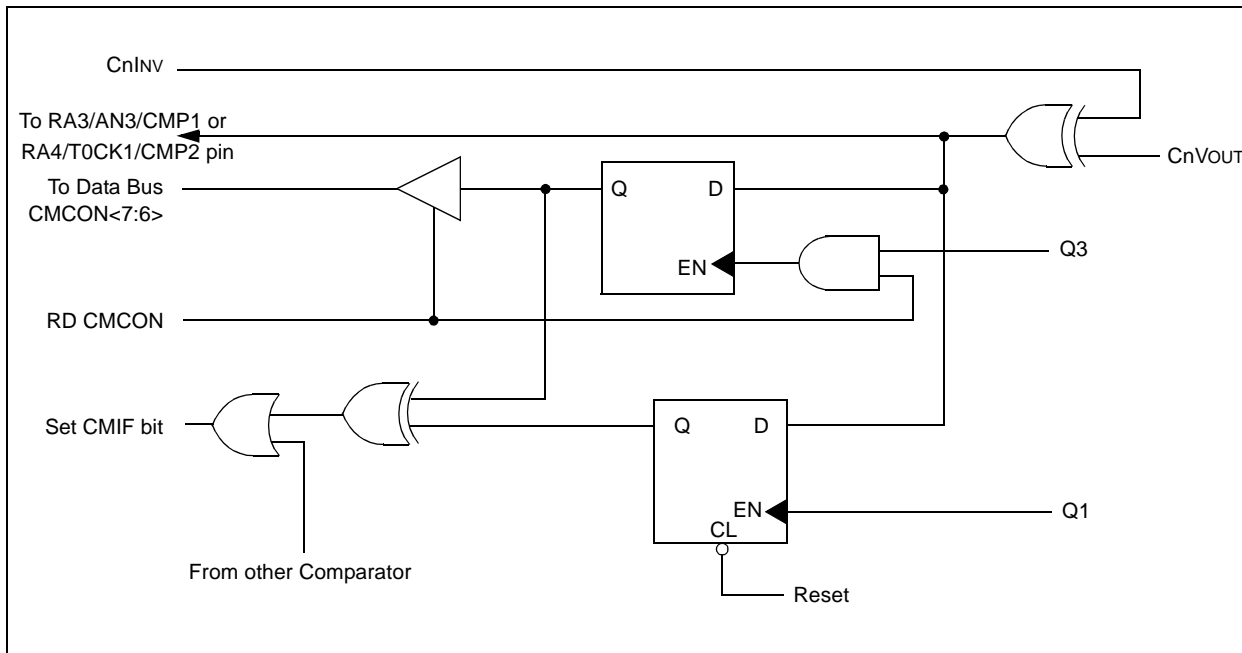 CnINV
To RA3/AN3/CMP1 or
RA4/T0CK1/CMP2 pin
CnVOUT
To Data Bus
CMCON<7:6>
Q D
EN
Q3
RD CMCON
Set CMIF bit
Q D
EN
CL
Q1
From other Comparator
Reset